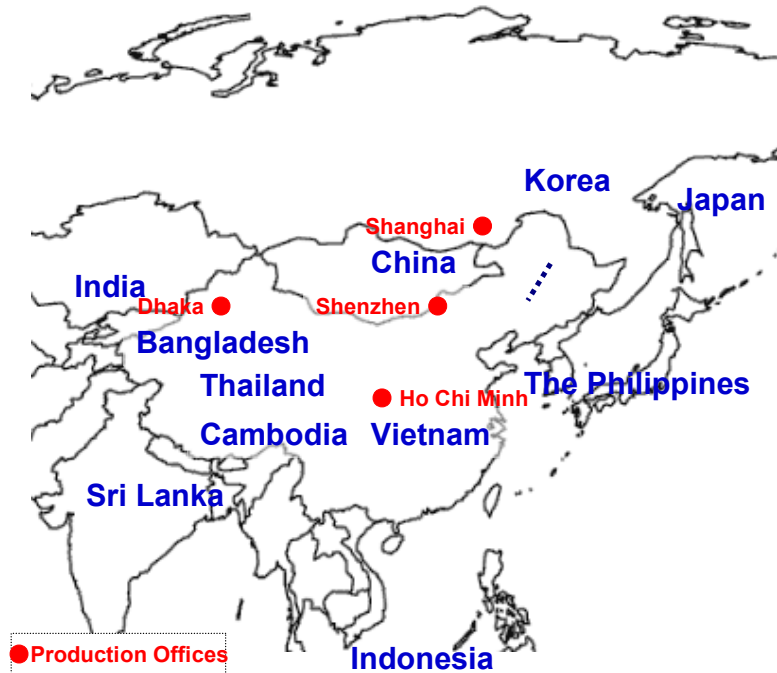 Korea
Japan
Shanghai
China
India
Dhaka
Shenzhen
Bangladesh
Thailand
The Philippines
Ho Chi Minh
Cambodia
Vietnam
Sri Lanka
Production Offices
Indonesia